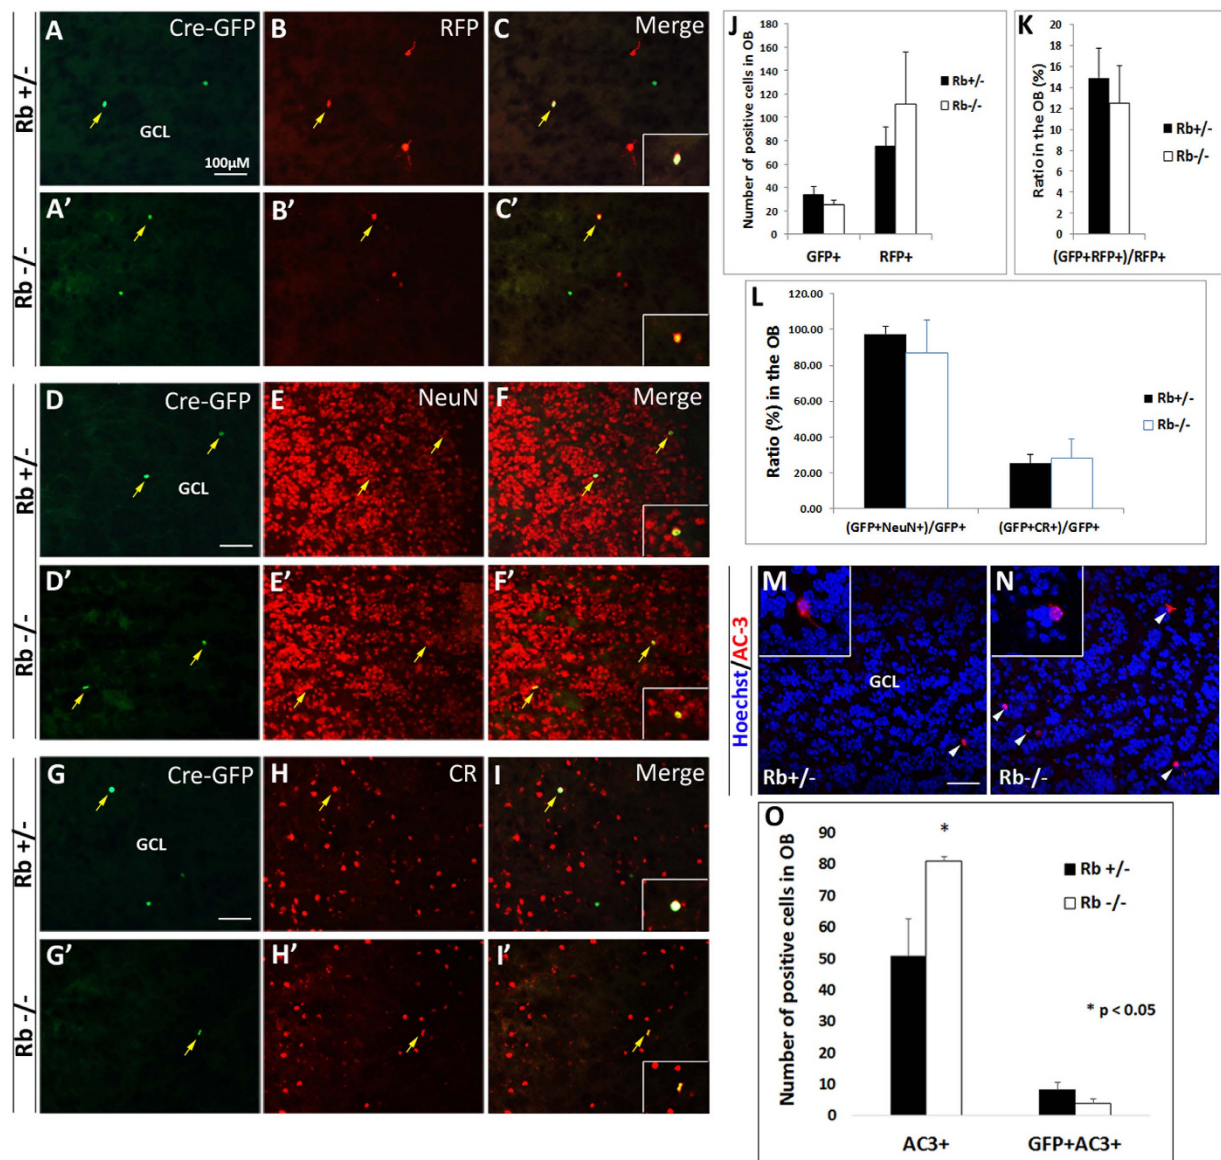 A Cre-GFP B RFP C Merge
Rb +/-
GCL
100µM
A’ B’ C’
Rb -/-
D Cre-GFP E NeuN F Merge
Rb +/-
GCL
D’ E’ F’
Rb -/-
G Cre-GFP H CR I Merge
Rb +/-
GCL
G’ H’ I’
Rb -/-
J
Number of positive cells in OB
180
160
140
120
100
80
60
40
20
0
GFP+ RFP+
Rb+/-
Rb-/-
K
Ratio in the OB (%)
20
18
16
14
12
10
8
6
4
2
0
(GFP+RFP+)/RFP+
Rb+/-
Rb-/-
L
Ratio (%) in the OB
120.00
100.00
80.00
60.00
40.00
20.00
0.00
(GFP+NeuN+)/GFP+ (GFP+CR+)/GFP+
Rb+/-
Rb-/-
Hoechst/AC-3
M N
GCL
Rb+/- Rb-/-
O
Number of positive cells in OB
90
80
70
60
50
40
30
20
10
0
*
Rb +/-
Rb -/-
* p < 0.05
AC3+ GFP+AC3+